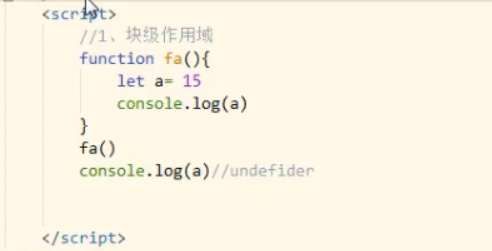 <script>
//1、块级作用域
function fa(){
let a= 15
console.log(a)
}
fa()
console.log(a)//undefider
</script>